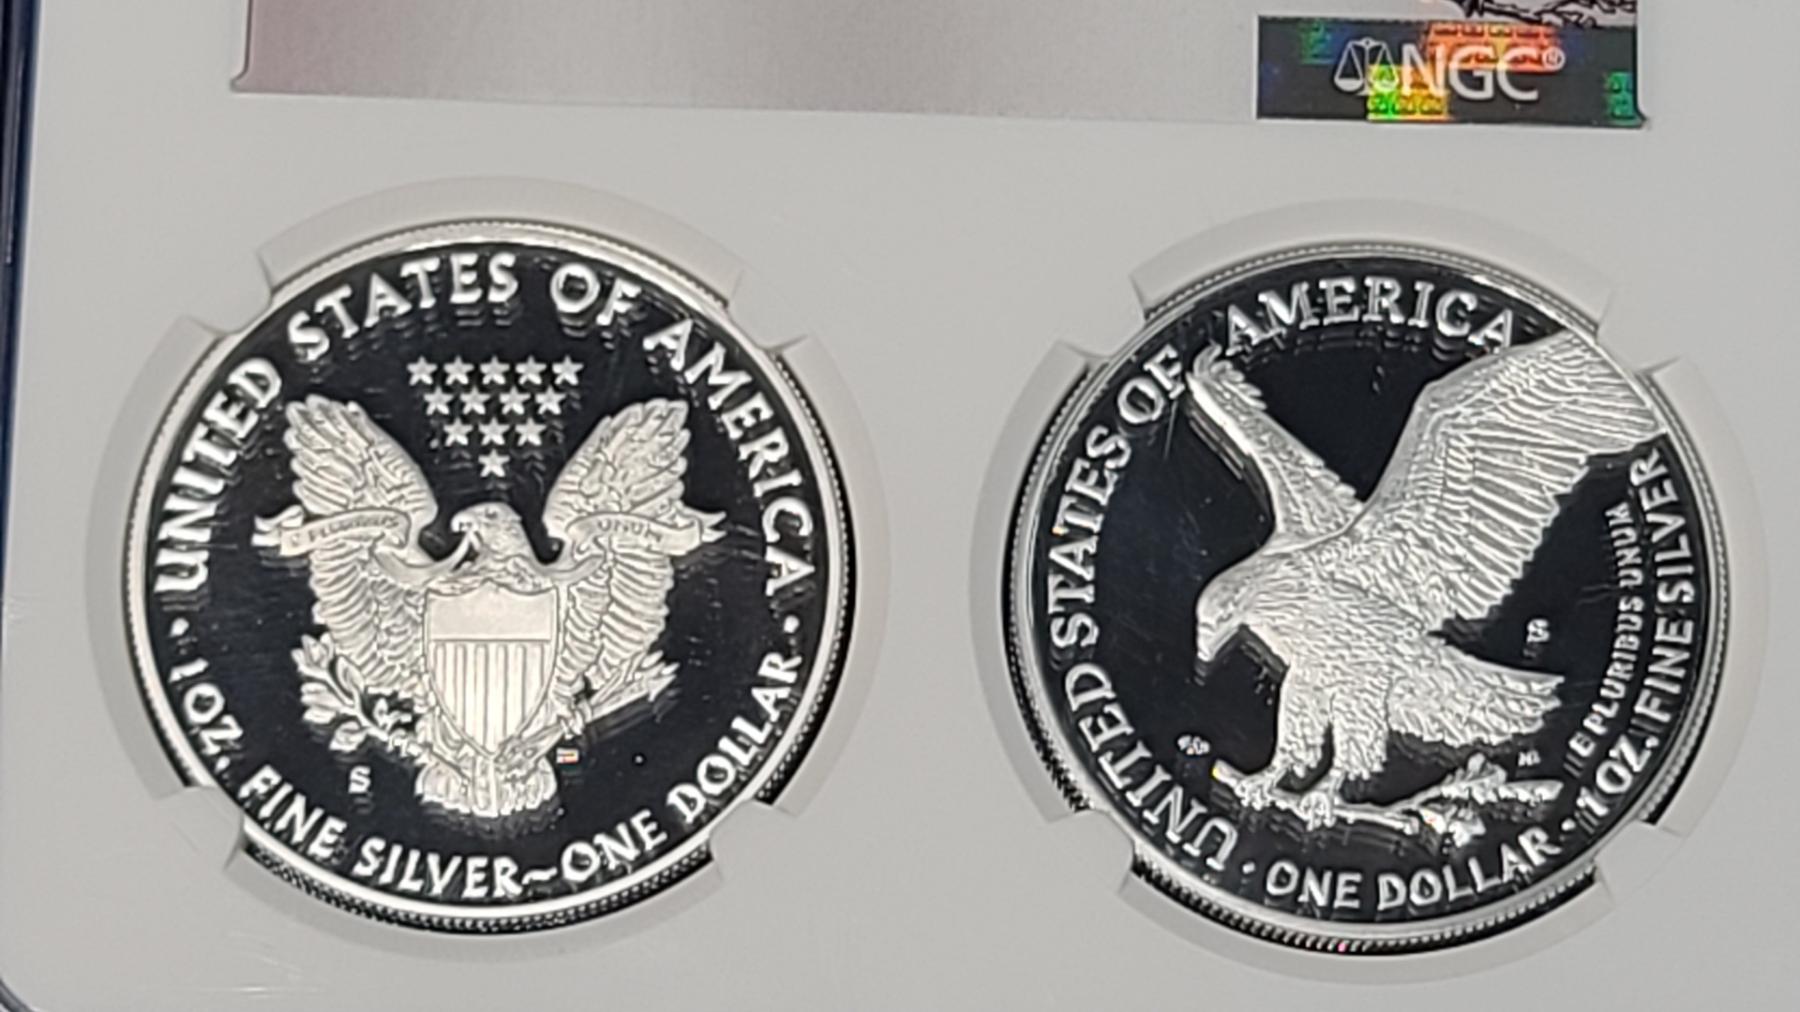 NGC®
UNITED STATES OF AMERICA
UNUM
S
1 OZ. FINE SILVER~ONE DOLLAR
UNITED STATES OF AMERICA
S
E PLURIBUS UNUM
1 OZ. FINE SILVER
ONE DOLLAR